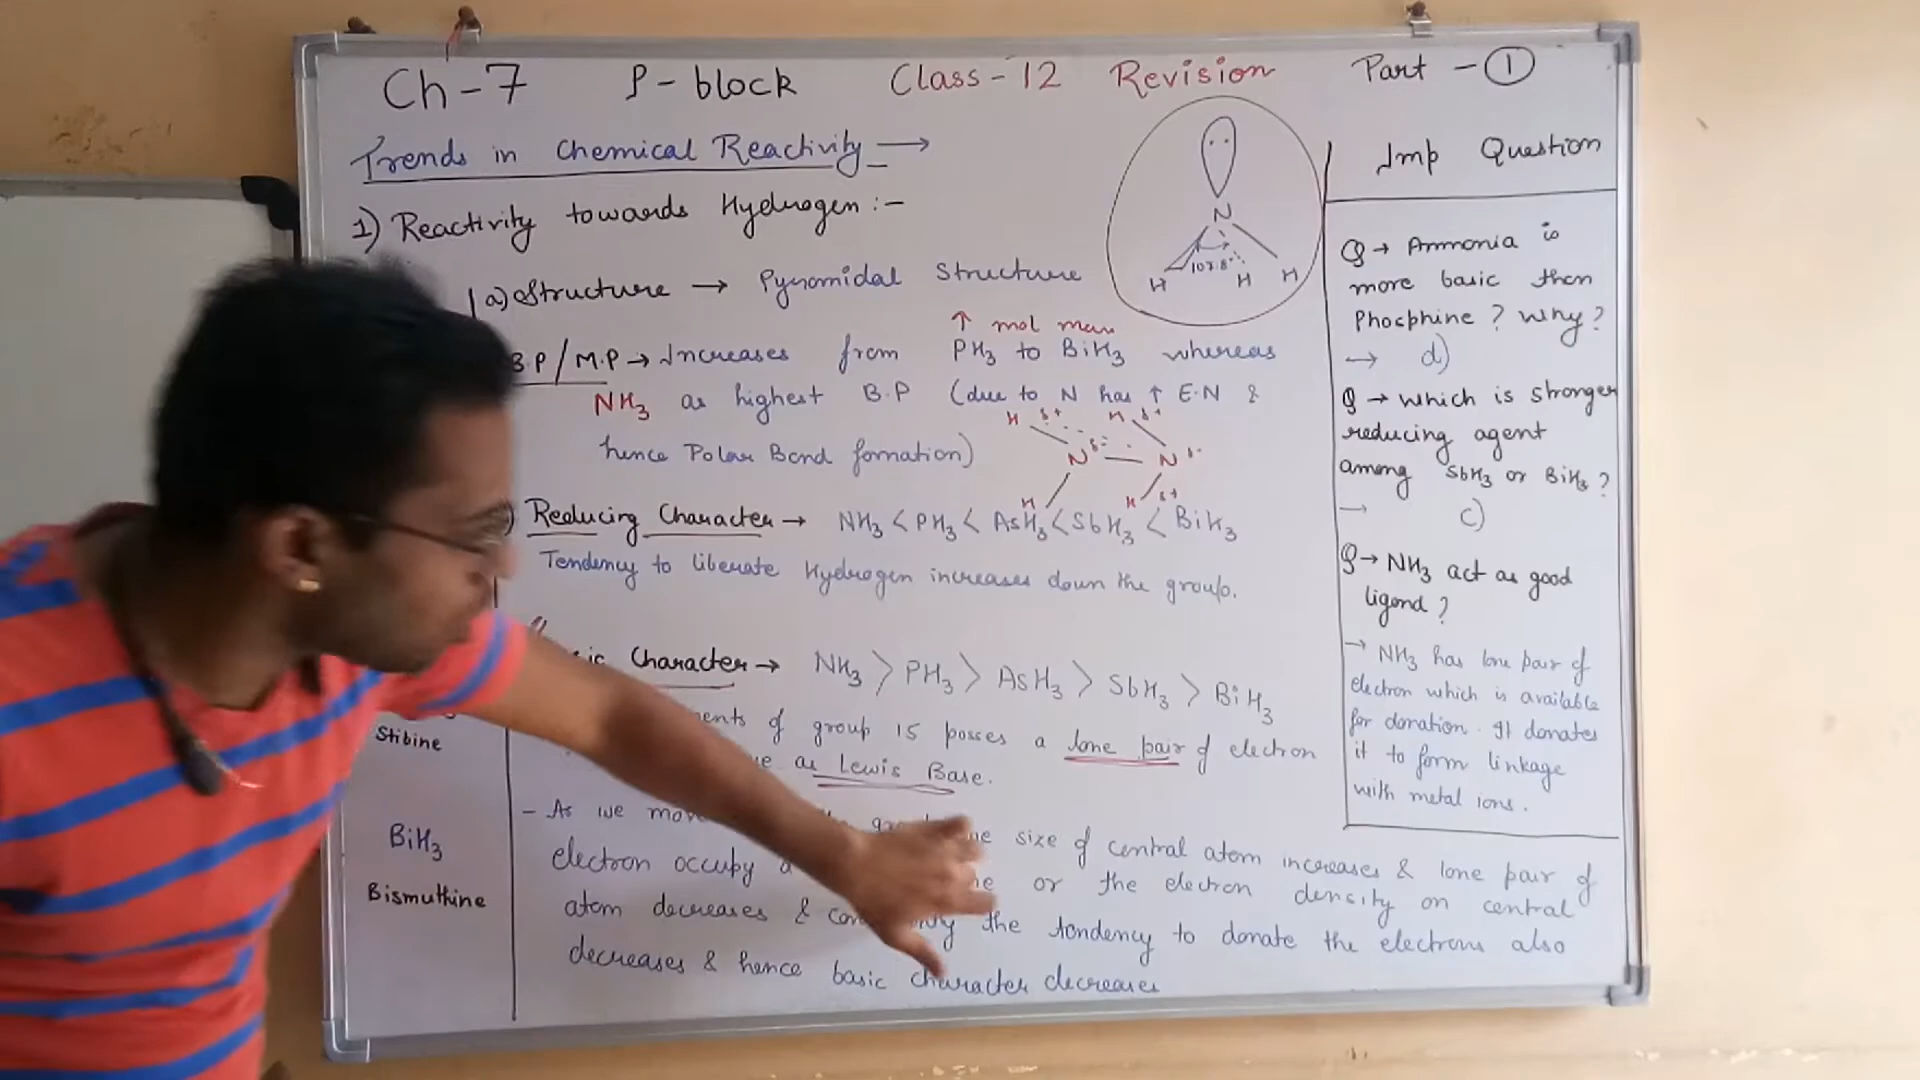 Ch-7 P-block Class-12 Revision Part - 1
Trends in Chemical Reactivity →
1) Reactivity towards Hydrogen :-
a) Structure → Pyramidal Structure
N
107.8°
H H H
↑ mol mass
B.P / M.P → Increases from PH3 to BiH3 whereas
NH3 as highest B.P (due to N has ↑ E.N &
hence Polar Bond formation)
H δ+ H δ+
N δ- N δ-
H H δ+
) Reducing Character → NH3 < PH3 < AsH3 < SbH3 < BiH3
Tendency to liberate Hydrogen increases down the group.
Character → NH3 > PH3 > AsH3 > SbH3 > BiH3
of group 15 posses a lone pair of electron
as Lewis Base.
- As we size of central atom increases & lone pair of
electron occupy or the electron density on central
atom decreases & the tendency to donate the electrons also
decreases & hence basic character decreases
Stibine
BiH3
Bismuthine
Imp Question
Q → Ammonia is
more basic then
Phosphine ? why ?
→ d)
Q → which is stronger
reducing agent
among SbH3 or BiH3 ?
→ c)
Q → NH3 act as good
ligand ?
→ NH3 has lone pair of
electron which is available
for donation. It donates
it to form linkage
with metal ions.